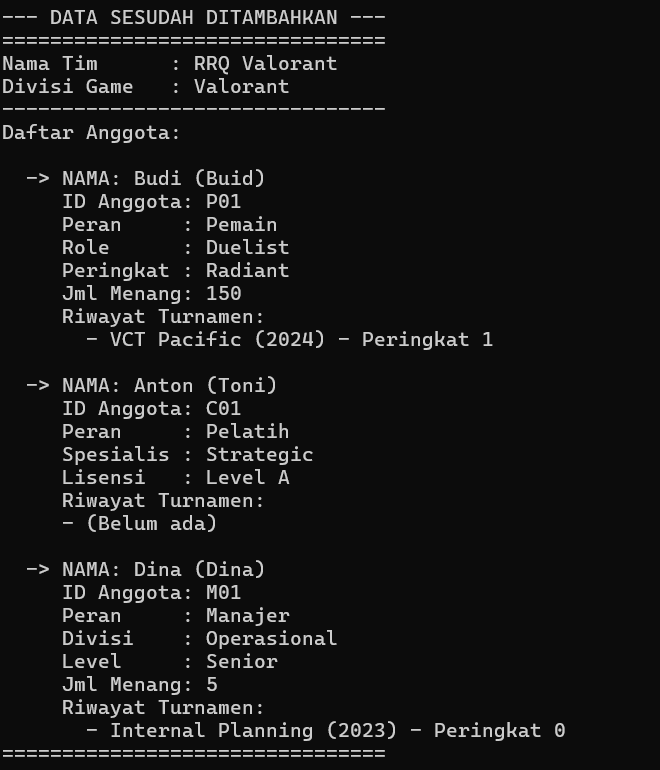 --- DATA SESUDAH DITAMBAHKAN ---
================================
Nama Tim      : RRQ Valorant
Divisi Game   : Valorant
--------------------------------
Daftar Anggota:

  -> NAMA: Budi (Buid)
     ID Anggota: P01
     Peran     : Pemain
     Role      : Duelist
     Peringkat : Radiant
     Jml Menang: 150
     Riwayat Turnamen:
       - VCT Pacific (2024) - Peringkat 1

  -> NAMA: Anton (Toni)
     ID Anggota: C01
     Peran     : Pelatih
     Spesialis : Strategic
     Lisensi   : Level A
     Riwayat Turnamen:
     - (Belum ada)

  -> NAMA: Dina (Dina)
     ID Anggota: M01
     Peran     : Manajer
     Divisi    : Operasional
     Level     : Senior
     Jml Menang: 5
     Riwayat Turnamen:
       - Internal Planning (2023) - Peringkat 0
================================